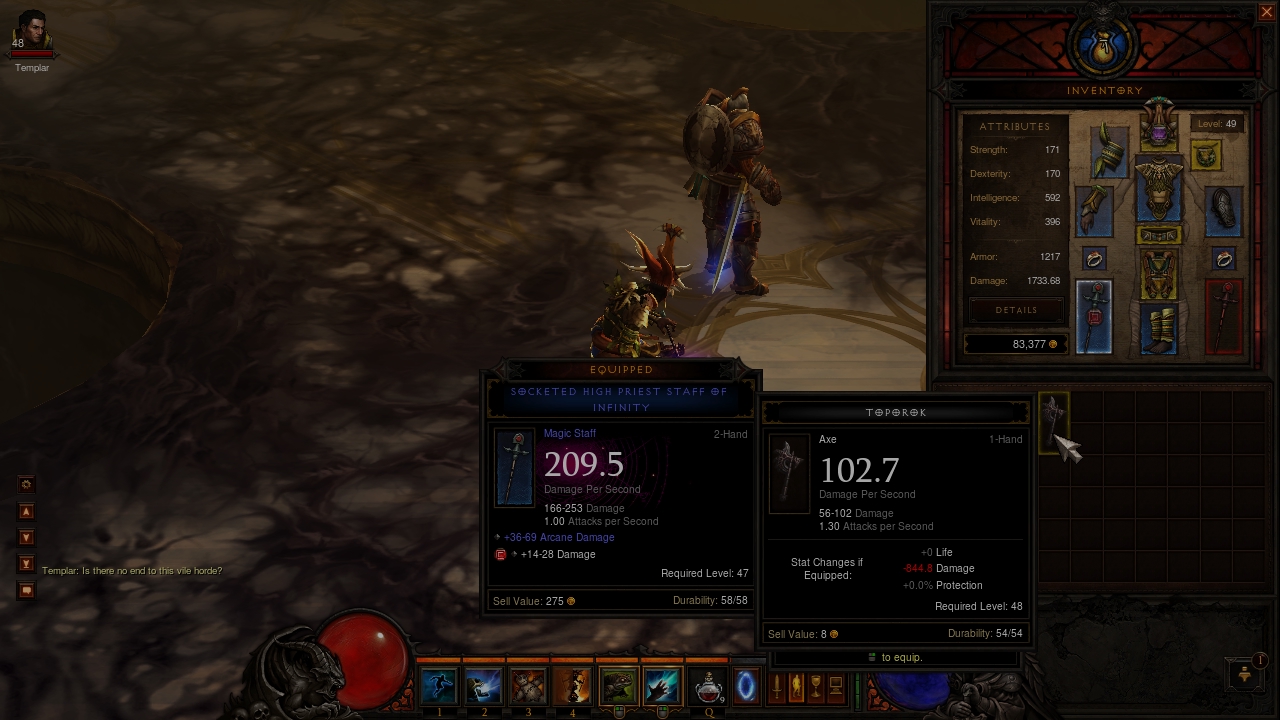 48
Templar
INVENTORY
ATTRIBUTES
Level: 49
Strength: 171
Dexterity: 170
Intelligence: 592
Vitality: 396
Armor: 1217
Damage: 1733.68
DETAILS
83,377
EQUIPPED
SOCKETED HIGH PRIEST STAFF OF
INFINITY
Magic Staff 2-Hand
209.5
Damage Per Second
166-253 Damage
1.00 Attacks per Second
+36-69 Arcane Damage
+14-28 Damage
Required Level: 47
Sell Value: 275 Durability: 58/58
TOPOROK
Axe 1-Hand
102.7
Damage Per Second
56-102 Damage
1.30 Attacks per Second
Stat Changes if
Equipped:
+0 Life
-844.8 Damage
+0.0% Protection
Required Level: 48
Sell Value: 8 Durability: 54/54
to equip.
Templar: Is there no end to this vile horde?
9
1 2 3 4 Q
1